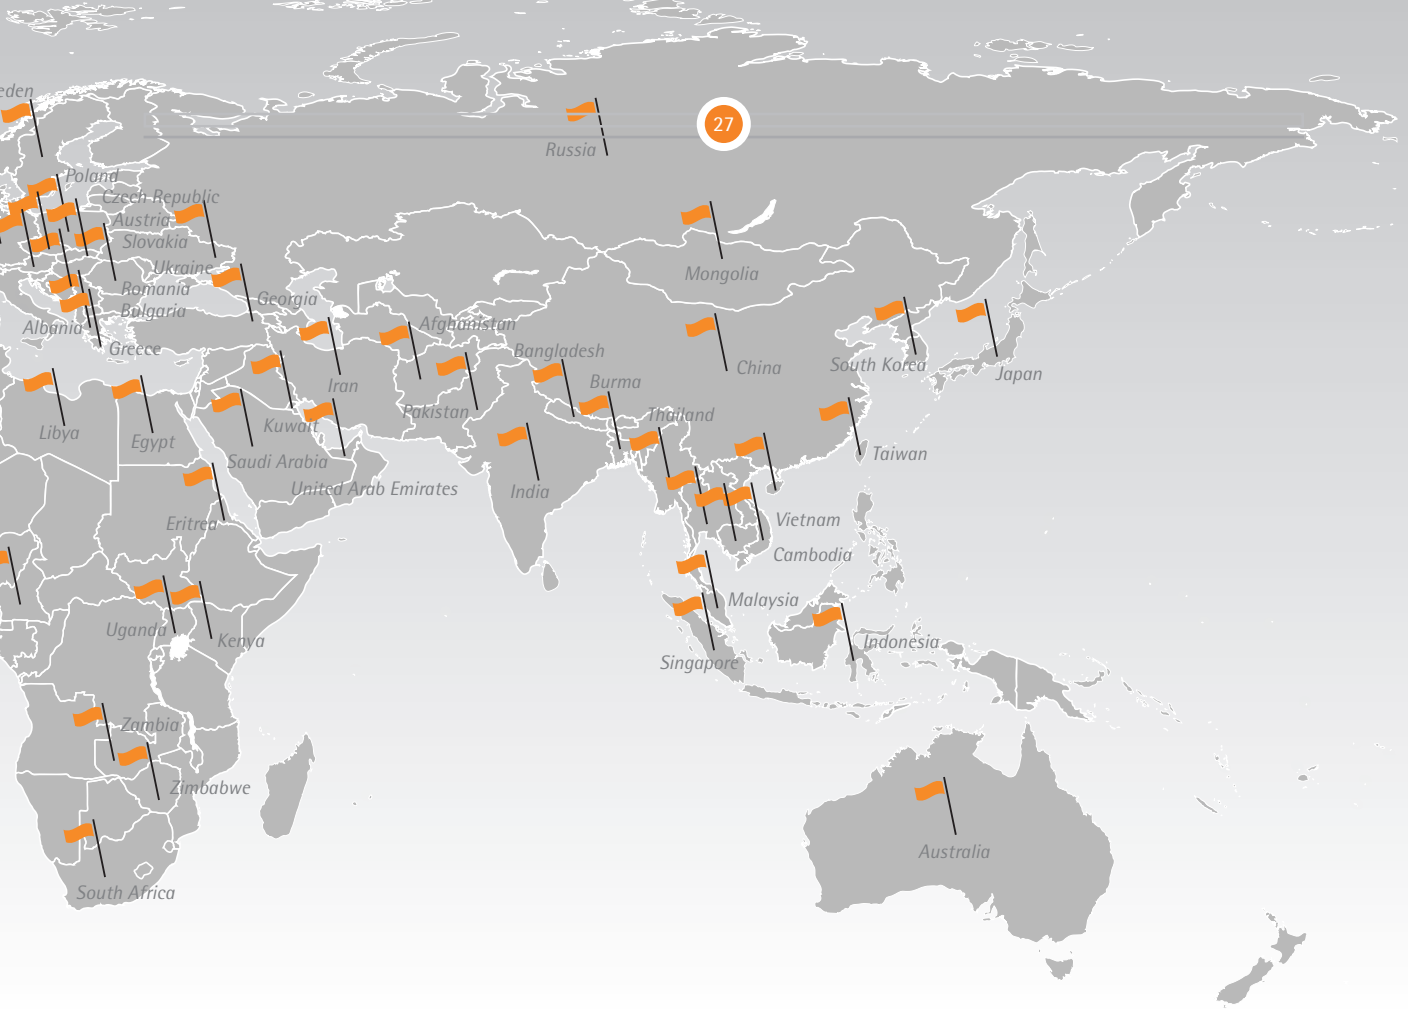 eden
27
Russia
Poland
Czech Republic
Austria
Slovakia
Ukraine
Mongolia
Romania
Georgia
Bulgaria
Albania
Afghanistan
Greece
Bangladesh
South Korea
China
Japan
Iran
Burma
Pakistan
Thailand
Kuwait
Libya
Egypt
Taiwan
Saudi Arabia
United Arab Emirates
India
Eritrea
Vietnam
Cambodia
Malaysia
Uganda
Kenya
Indonesia
Singapore
Zambia
Zimbabwe
Australia
South Africa